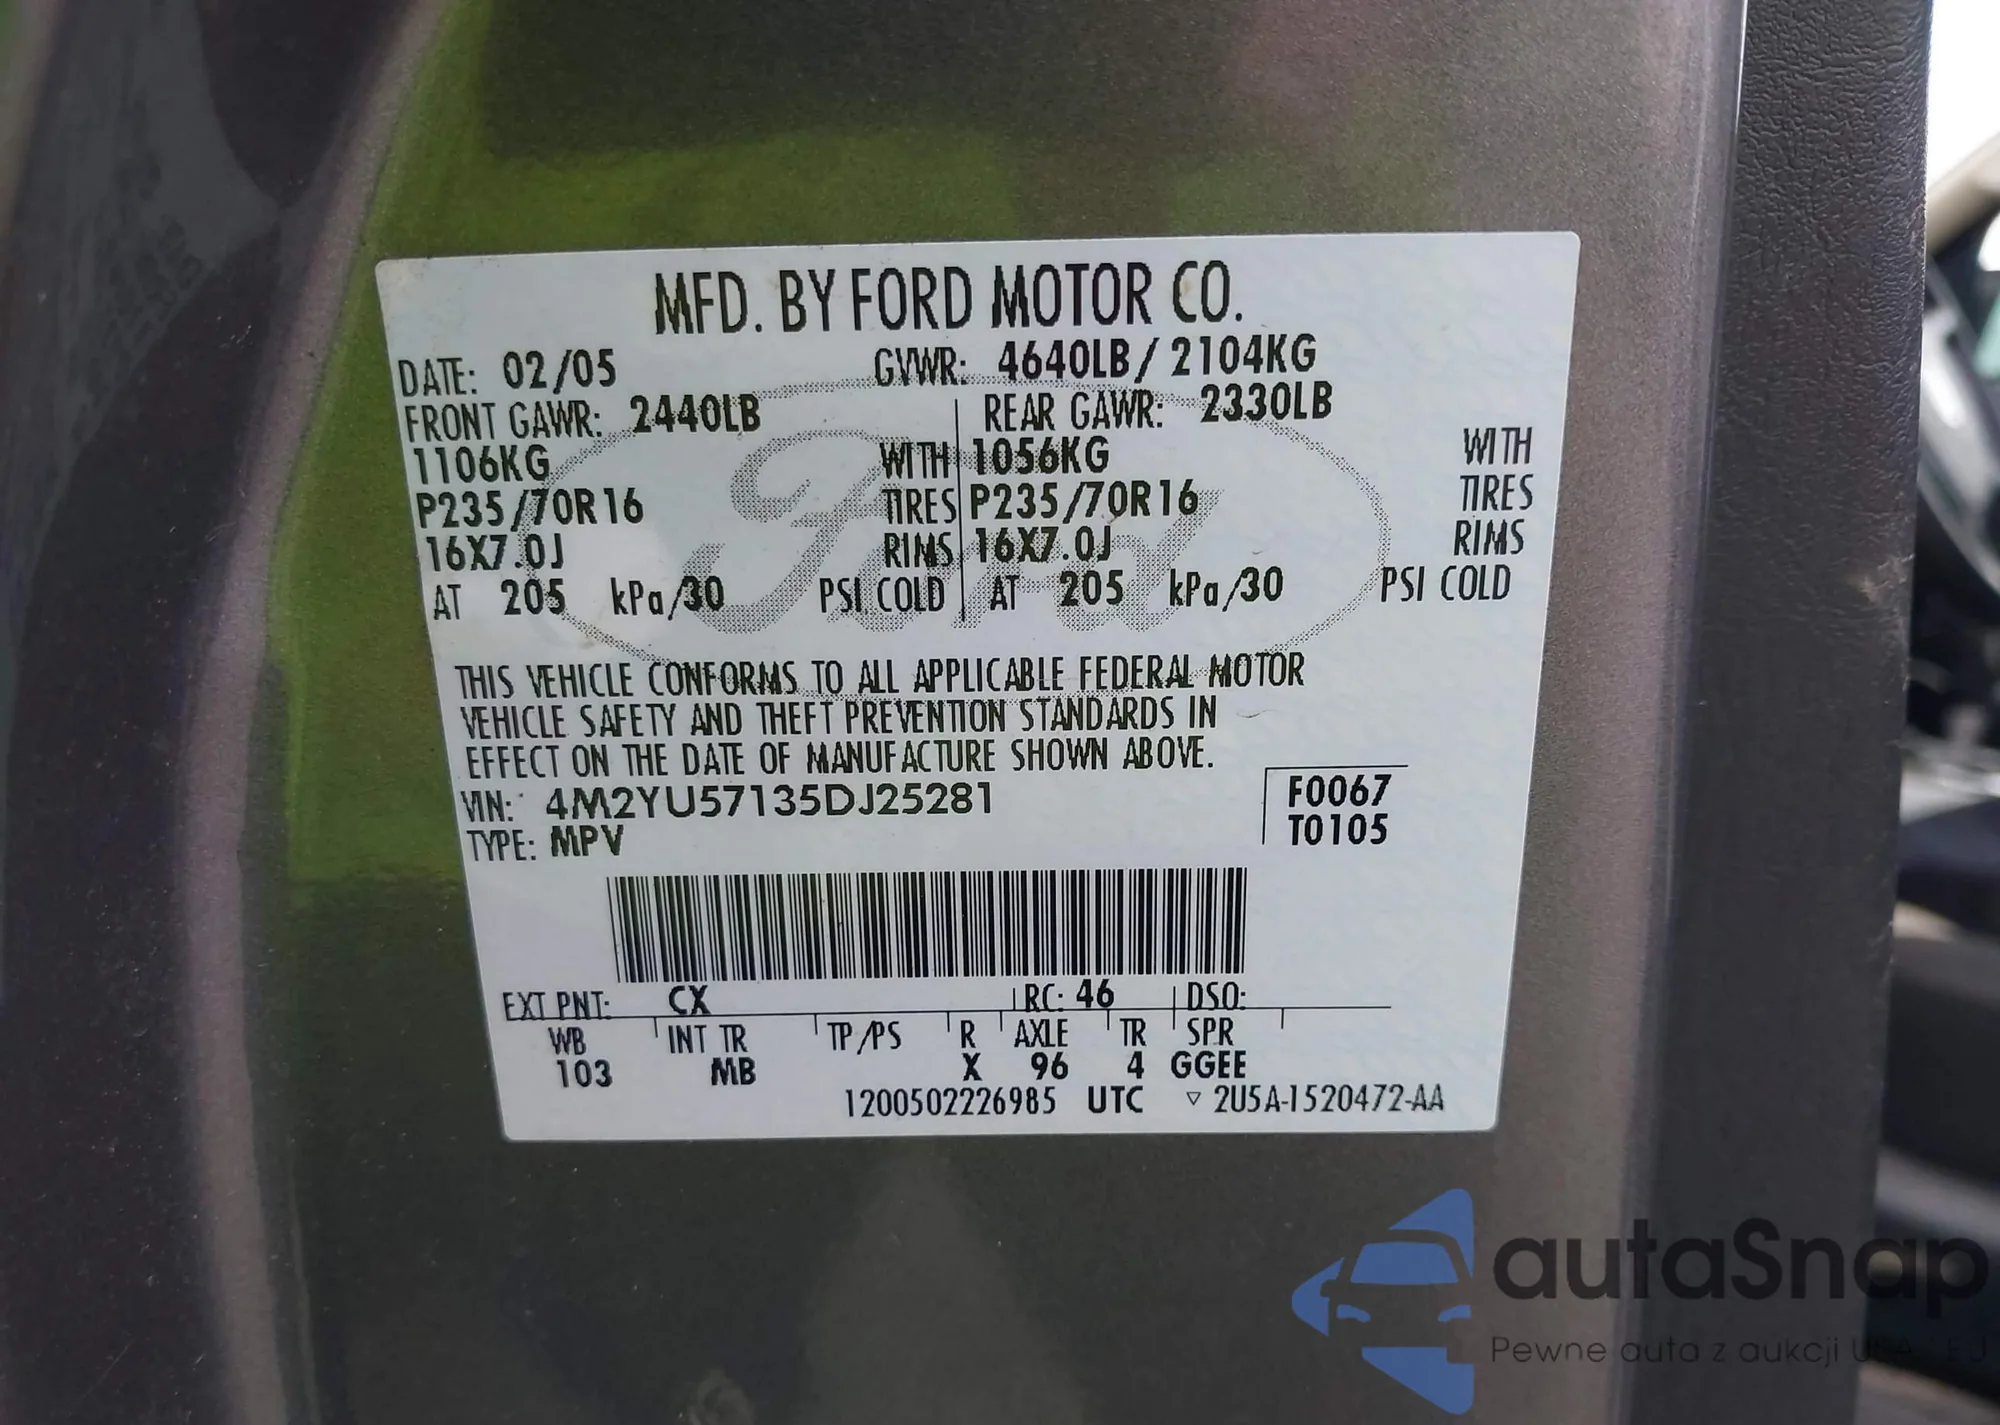 MFD. BY FORD MOTOR CO.
DATE: 02/05 GVWR: 4640LB/2104KG
FRONT GAWR: 2440LB REAR GAWR: 2330LB
1106KG WITH 1056KG WITH
P235/70R16 TIRES P235/70R16 TIRES
16X7.0J RIMS 16X7.0J RIMS
AT 205 kPa/30 PSI COLD AT 205 kPa/30 PSI COLD
Ford
THIS VEHICLE CONFORMS TO ALL APPLICABLE FEDERAL MOTOR
VEHICLE SAFETY AND THEFT PREVENTION STANDARDS IN
EFFECT ON THE DATE OF MANUFACTURE SHOWN ABOVE.
VIN: 4M2YU57135DJ25281 F0067
TYPE: MPV T0105
EXT PNT: CX RC: 46 DSO:
WB INT TR TP/PS R AXLE TR SPR
103 MB X 96 4 GGEE
1200502226985 UTC ▽ 2U5A-1520472-AA
autaSnap
Pewne auta z aukcji